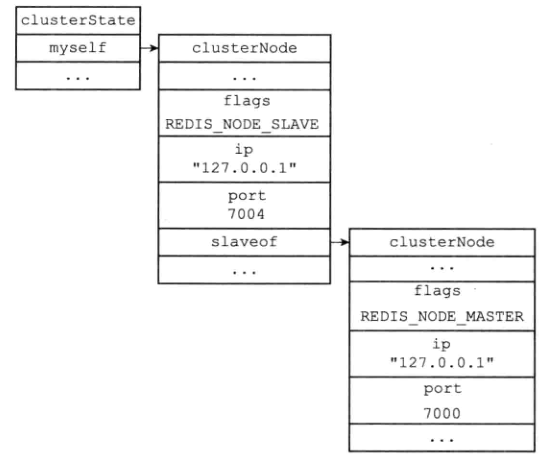 clusterState
myself
...
clusterNode
...
flags
REDIS_NODE_SLAVE
ip
"127.0.0.1"
port
7004
slaveof
...
clusterNode
...
flags
REDIS_NODE_MASTER
ip
"127.0.0.1"
port
7000
...